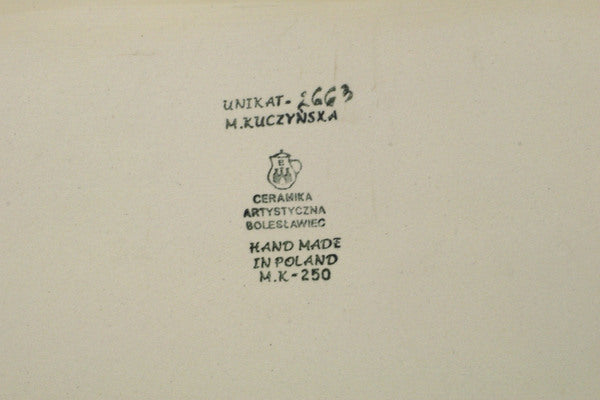 UNIKAT-2663
M.KUCZYŃSKA
B
CERAMIKA
ARTYSTYCZNA
BOLESŁAWIEC
HAND MADE
IN POLAND
M.K-250